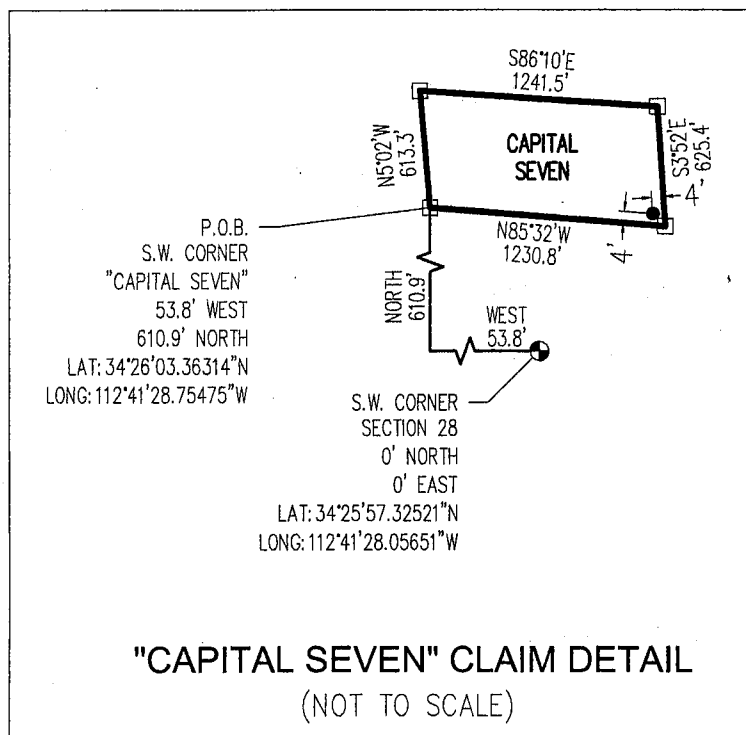 S86°10'E
1241.5'
N5°02'W
613.3'
CAPITAL
SEVEN
S3°52'E
625.4'
4'
4'
N85°32'W
1230.8'
P.O.B.
S.W. CORNER
"CAPITAL SEVEN"
53.8' WEST
610.9' NORTH
LAT: 34°26'03.36314"N
LONG: 112°41'28.75475"W
NORTH
610.9'
WEST
53.8'
S.W. CORNER
SECTION 28
0' NORTH
0' EAST
LAT: 34°25'57.32521"N
LONG: 112°41'28.05651"W
"CAPITAL SEVEN" CLAIM DETAIL
(NOT TO SCALE)